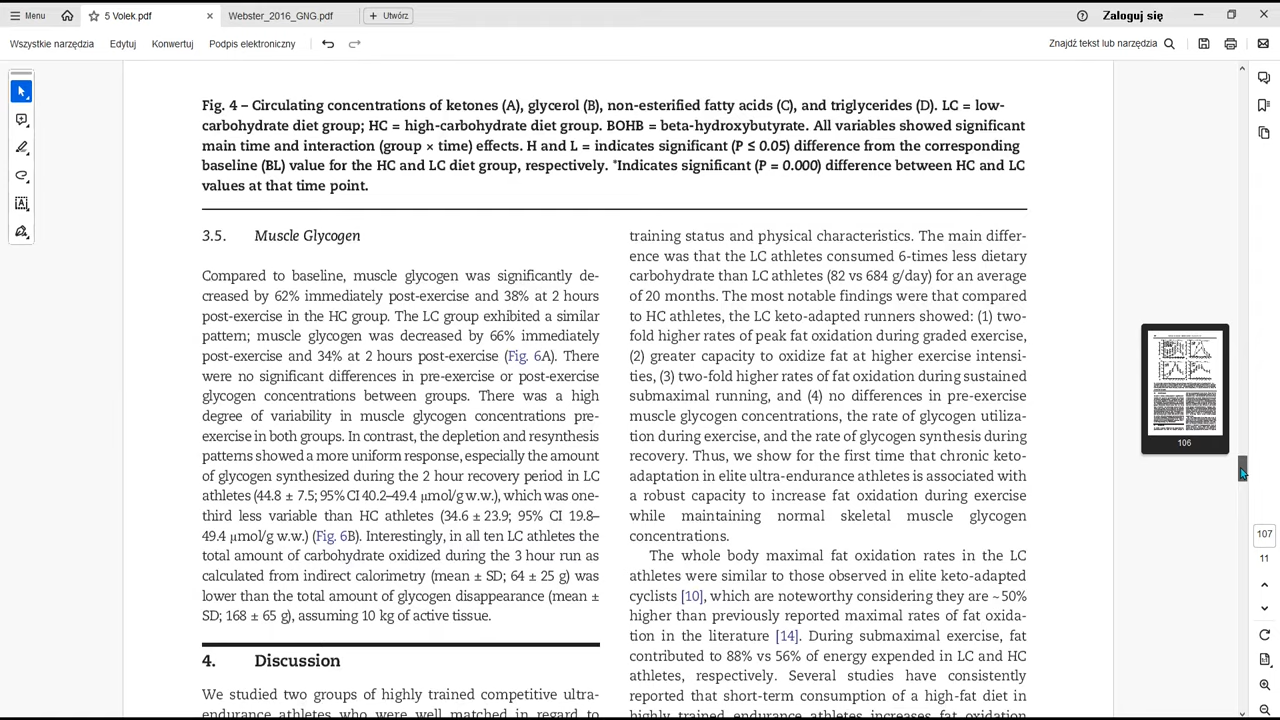 Menu
5 Volek.pdf
Webster_2016_GNG.pdf
Utwórz
Zaloguj się
Wszystkie narzędzia
Edytuj
Konwertuj
Podpis elektroniczny
Znajdź tekst lub narzędzia
Fig. 4 – Circulating concentrations of ketones (A), glycerol (B), non-esterified fatty acids (C), and triglycerides (D). LC = low-
carbohydrate diet group; HC = high-carbohydrate diet group. BOHB = beta-hydroxybutyrate. All variables showed significant
main time and interaction (group × time) effects. H and L = indicates significant (P ≤ 0.05) difference from the corresponding
baseline (BL) value for the HC and LC diet group, respectively. *Indicates significant (P = 0.000) difference between HC and LC
values at that time point.
3.5. Muscle Glycogen
Compared to baseline, muscle glycogen was significantly de-
creased by 62% immediately post-exercise and 38% at 2 hours
post-exercise in the HC group. The LC group exhibited a similar
pattern; muscle glycogen was decreased by 66% immediately
post-exercise and 34% at 2 hours post-exercise (Fig. 6A). There
were no significant differences in pre-exercise or post-exercise
glycogen concentrations between groups. There was a high
degree of variability in muscle glycogen concentrations pre-
exercise in both groups. In contrast, the depletion and resynthesis
patterns showed a more uniform response, especially the amount
of glycogen synthesized during the 2 hour recovery period in LC
athletes (44.8 ± 7.5; 95% CI 40.2–49.4 μmol/g w.w.), which was one-
third less variable than HC athletes (34.6 ± 23.9; 95% CI 19.8–
49.4 μmol/g w.w.) (Fig. 6B). Interestingly, in all ten LC athletes the
total amount of carbohydrate oxidized during the 3 hour run as
calculated from indirect calorimetry (mean ± SD; 64 ± 25 g) was
lower than the total amount of glycogen disappearance (mean ±
SD; 168 ± 65 g), assuming 10 kg of active tissue.
4. Discussion
We studied two groups of highly trained competitive ultra-
endurance athletes who were well matched in regard to
training status and physical characteristics. The main differ-
ence was that the LC athletes consumed 6-times less dietary
carbohydrate than LC athletes (82 vs 684 g/day) for an average
of 20 months. The most notable findings were that compared
to HC athletes, the LC keto-adapted runners showed: (1) two-
fold higher rates of peak fat oxidation during graded exercise,
(2) greater capacity to oxidize fat at higher exercise intensi-
ties, (3) two-fold higher rates of fat oxidation during sustained
submaximal running, and (4) no differences in pre-exercise
muscle glycogen concentrations, the rate of glycogen utiliza-
tion during exercise, and the rate of glycogen synthesis during
recovery. Thus, we show for the first time that chronic keto-
adaptation in elite ultra-endurance athletes is associated with
a robust capacity to increase fat oxidation during exercise
while maintaining normal skeletal muscle glycogen
concentrations.
The whole body maximal fat oxidation rates in the LC
athletes were similar to those observed in elite keto-adapted
cyclists [10], which are noteworthy considering they are ~50%
higher than previously reported maximal rates of fat oxida-
tion in the literature [14]. During submaximal exercise, fat
contributed to 88% vs 56% of energy expended in LC and HC
athletes, respectively. Several studies have consistently
reported that short-term consumption of a high-fat diet in
highly trained endurance athletes increases fat oxidation
106
107
11